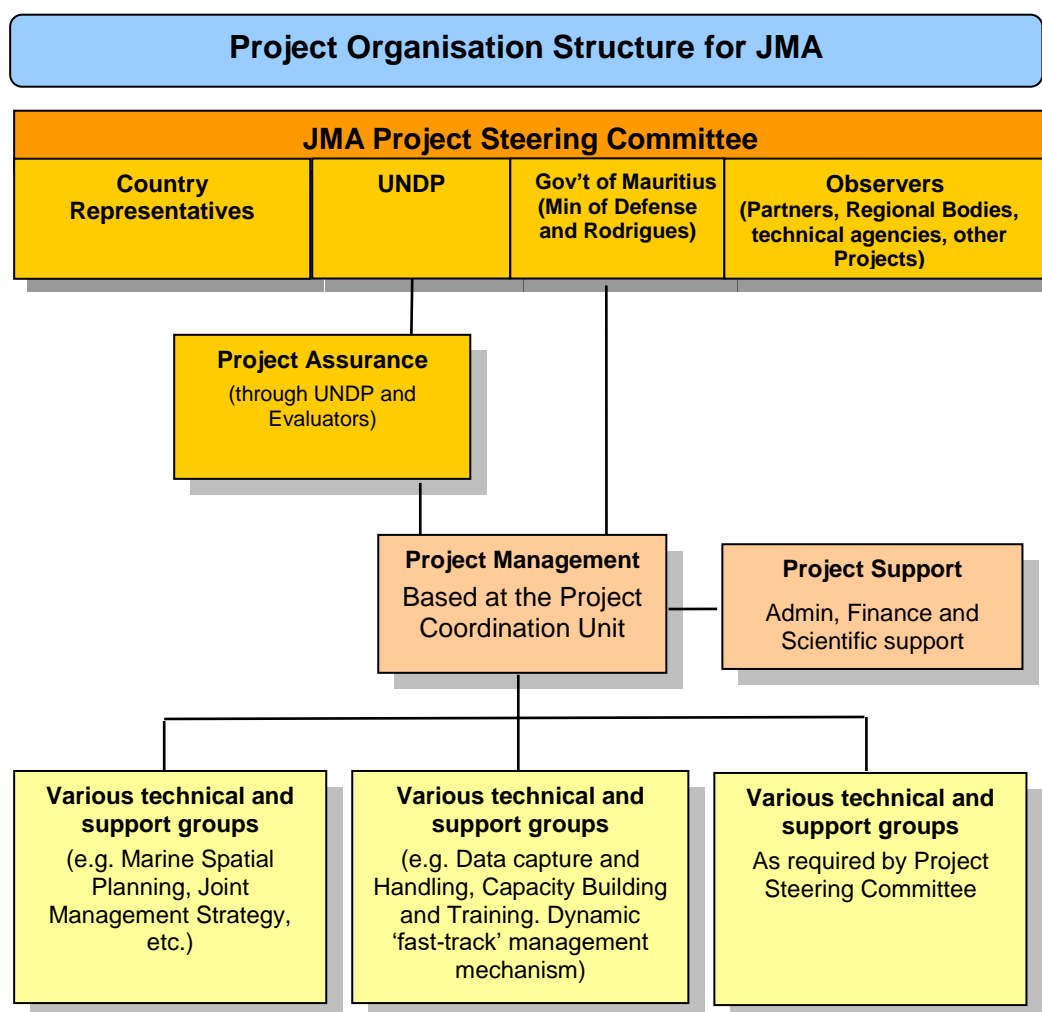 Project Organisation Structure for JMA
JMA Project Steering Committee
Country
Representatives
UNDP
Gov’t of Mauritius
(Min of Defense
and Rodrigues)
Observers
(Partners, Regional Bodies,
technical agencies, other
Projects)
Project Assurance
(through UNDP and
Evaluators)
Project Management
Based at the Project
Coordination Unit
Project Support
Admin, Finance and
Scientific support
Various technical and
support groups
(e.g. Marine Spatial
Planning, Joint
Management Strategy,
etc.)
Various technical and
support groups
(e.g. Data capture and
Handling, Capacity Building
and Training. Dynamic
‘fast-track’ management
mechanism)
Various technical and
support groups
As required by Project
Steering Committee